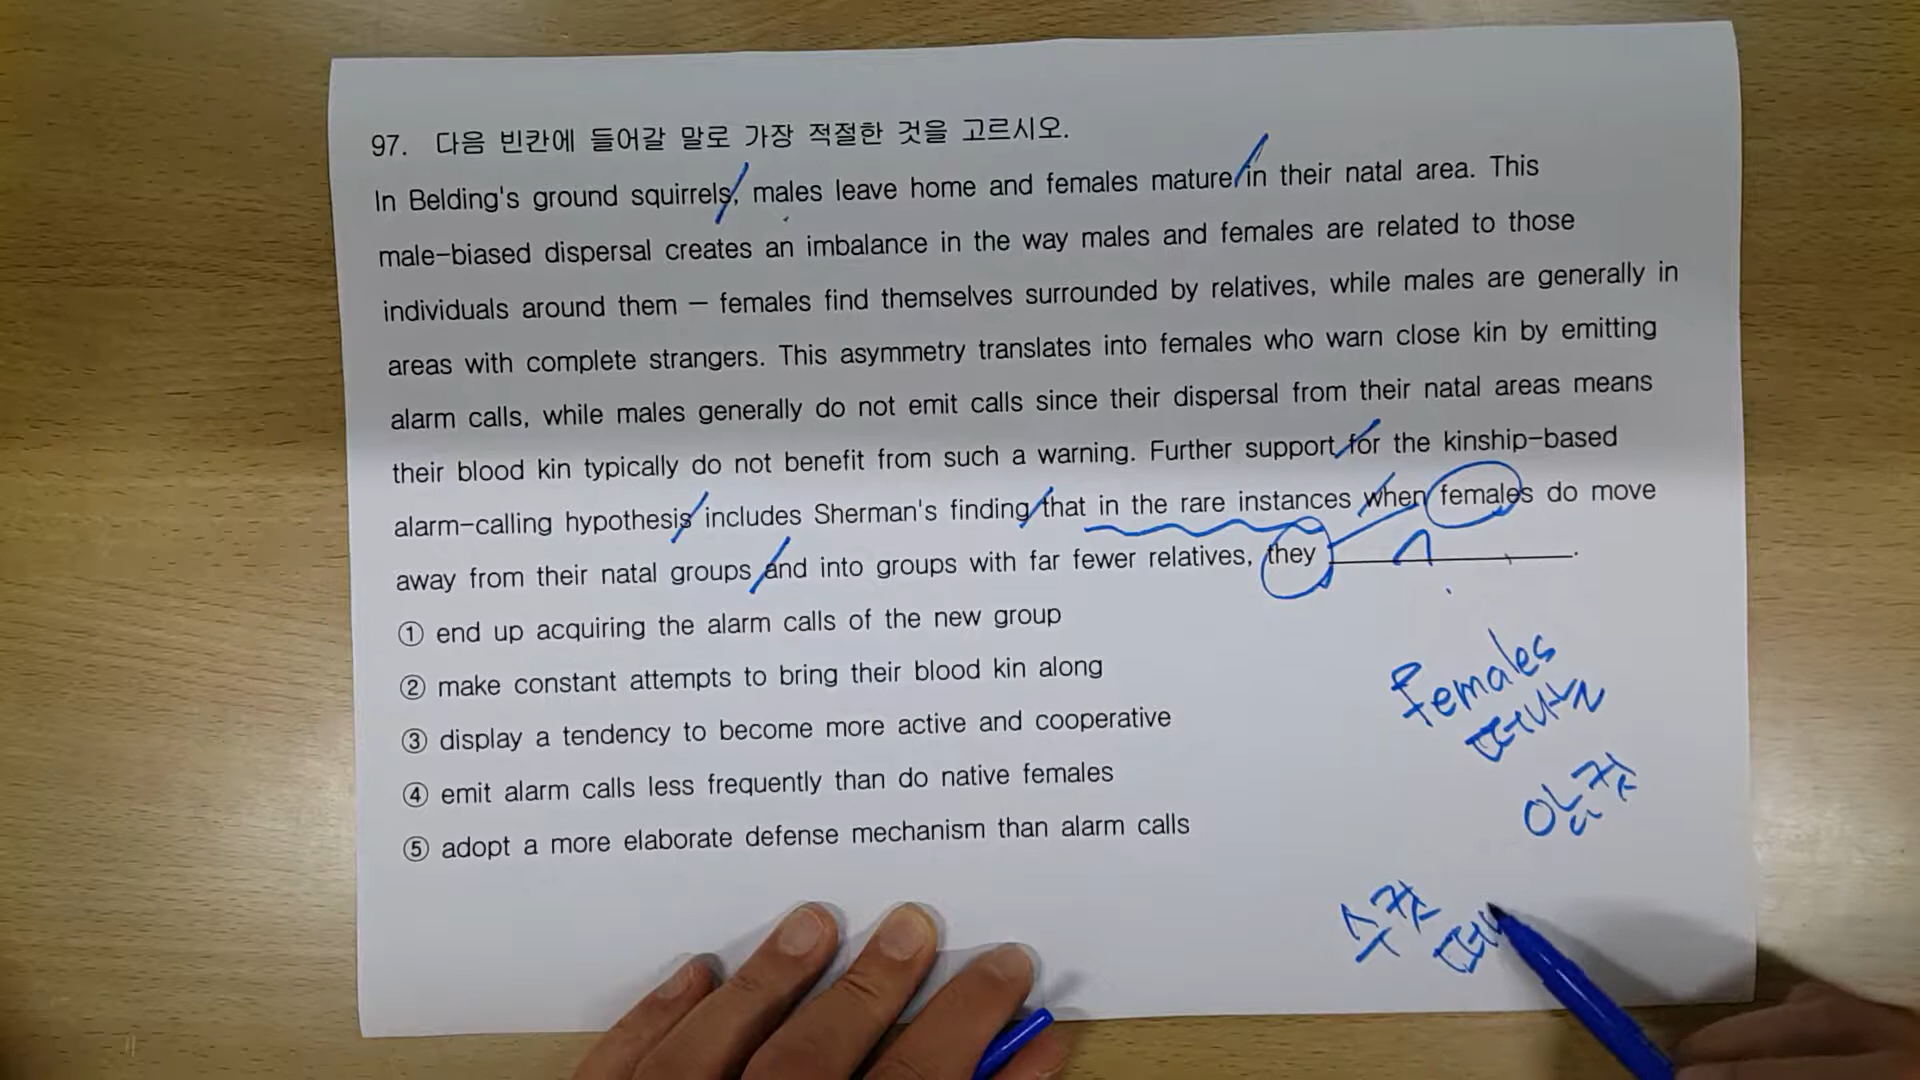 97. 다음 빈칸에 들어갈 말로 가장 적절한 것을 고르시오.
In Belding's ground squirrels, males leave home and females mature in their natal area. This
male-biased dispersal creates an imbalance in the way males and females are related to those
individuals around them — females find themselves surrounded by relatives, while males are generally in
areas with complete strangers. This asymmetry translates into females who warn close kin by emitting
alarm calls, while males generally do not emit calls since their dispersal from their natal areas means
their blood kin typically do not benefit from such a warning. Further support for the kinship-based
alarm-calling hypothesis includes Sherman's finding that in the rare instances when females do move
away from their natal groups and into groups with far fewer relatives, they ________.
① end up acquiring the alarm calls of the new group
② make constant attempts to bring their blood kin along
③ display a tendency to become more active and cooperative
④ emit alarm calls less frequently than do native females
⑤ adopt a more elaborate defense mechanism than alarm calls
females
떠나는
암컷
수컷